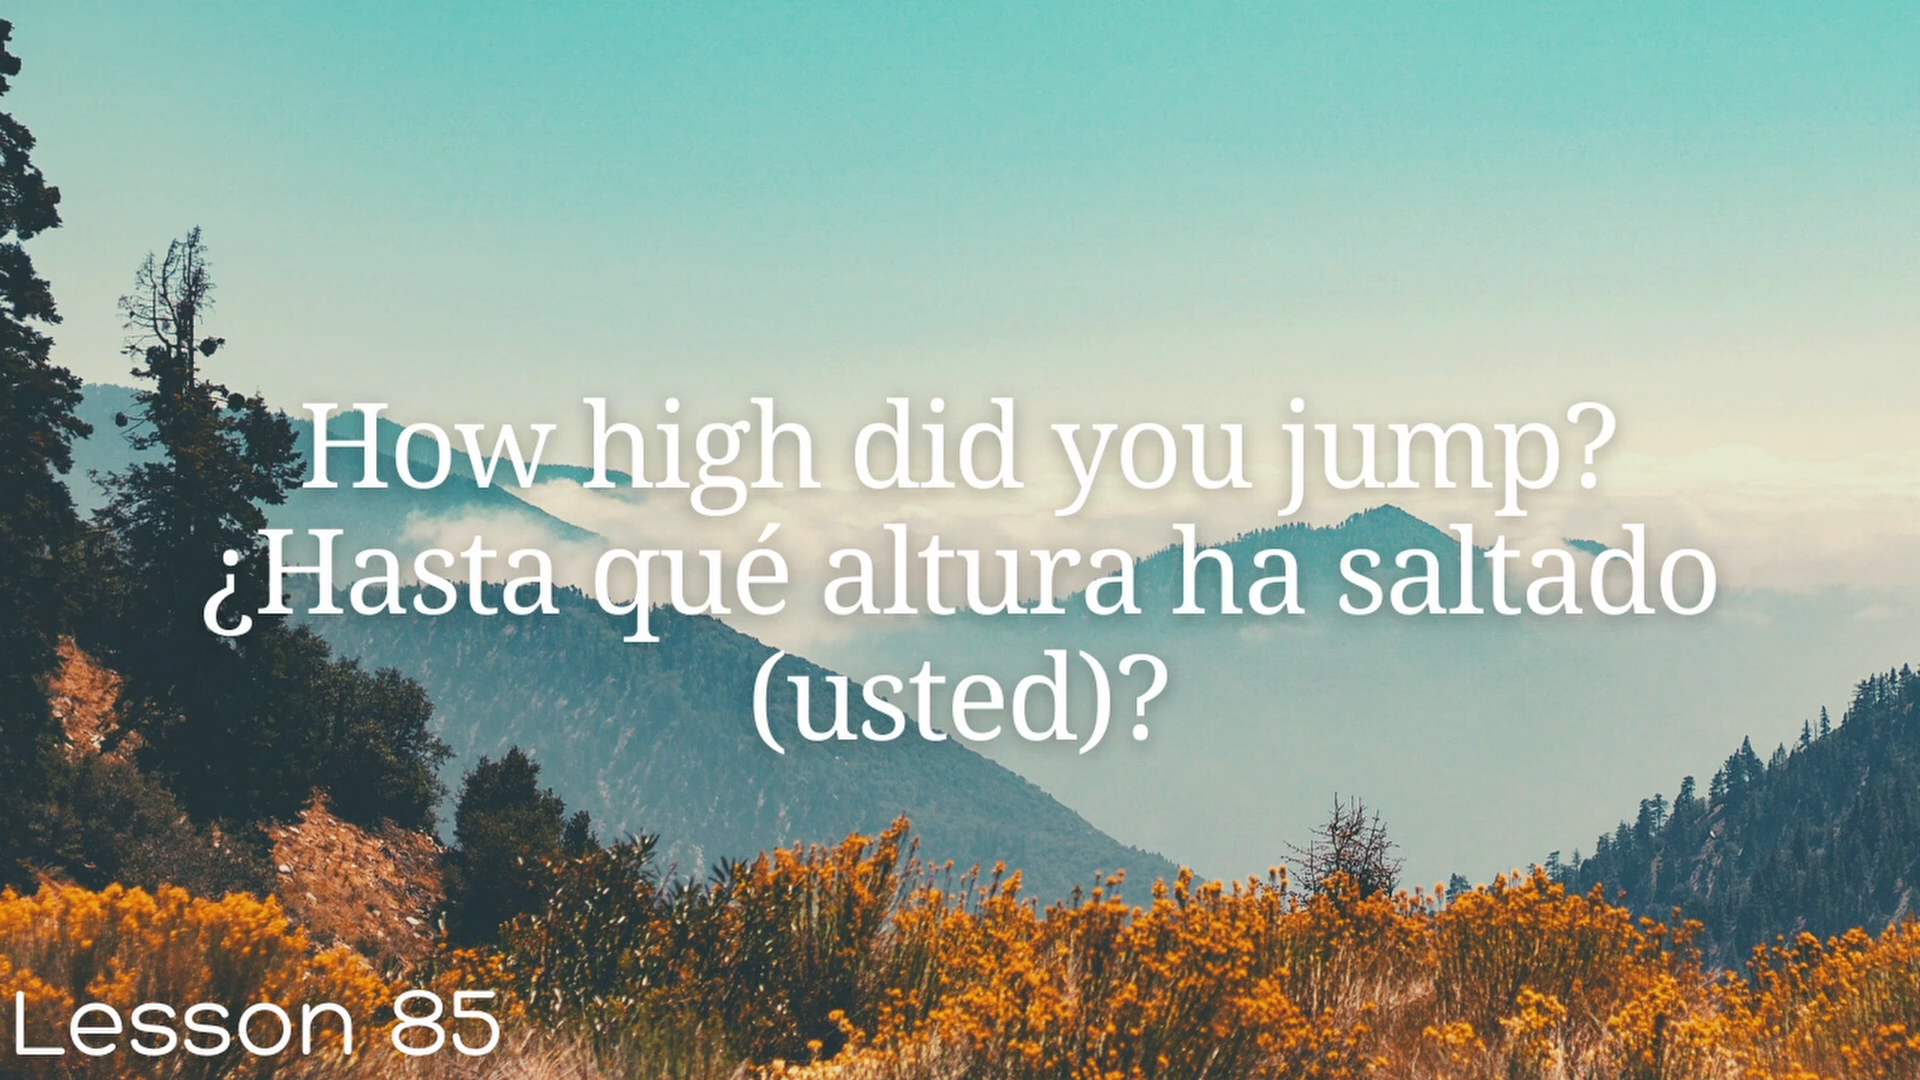 How high did you jump?
¿Hasta qué altura ha saltado
(usted)?
Lesson 85